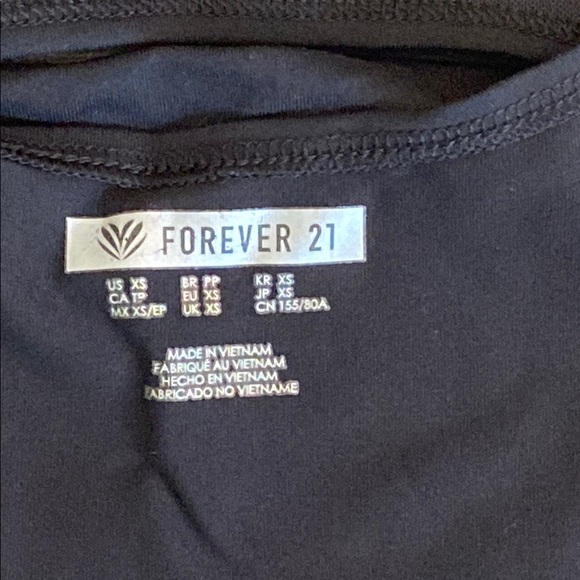 FOREVER 21
US XS BR PP KR XS
CA TP EU XS JP XS
MX XS/EP UK XS CN 155/80A
MADE IN VIETNAM
FABRIQUÉ AU VIETNAM
HECHO EN VIETNAM
FABRICADO NO VIETNAME